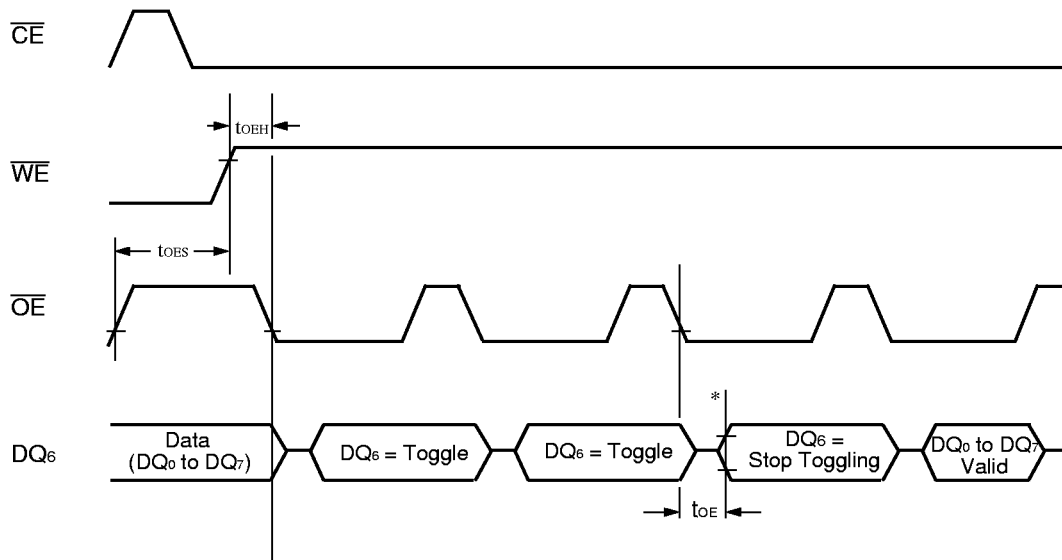 CE
tOEH
WE
tOES
OE
*
DQ6
Data
(DQ0 to DQ7)
DQ6 = Toggle
DQ6 = Toggle
DQ6 =
Stop Toggling
DQ0 to DQ7
Valid
tOE